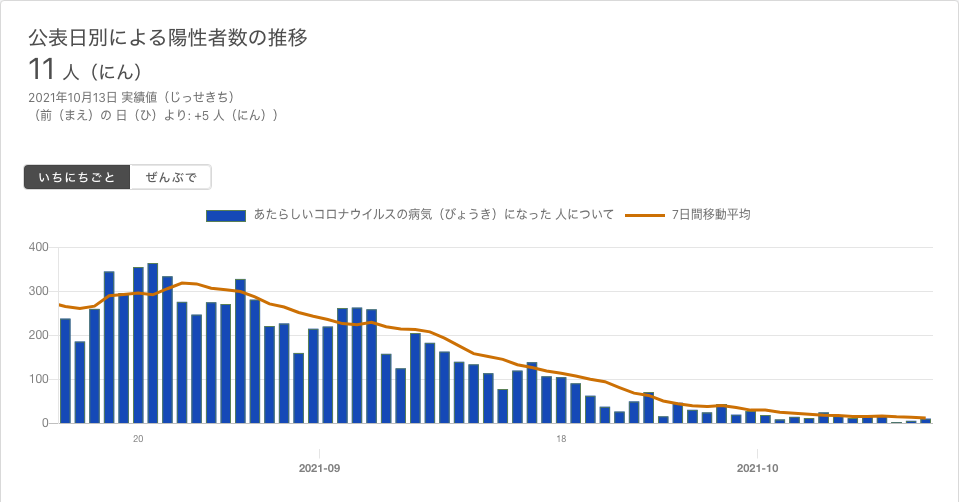 公表日別による陽性者数の推移
11 人（にん）
2021年10月13日 実績値（じっせきち）
（前（まえ）の 日（ひ）より: +5 人（にん））
いちにちごと ぜんぶで
あたらしいコロナウイルスの病気（びょうき）になった 人について 7日間移動平均
400
300
200
100
0
20 18
2021-09 2021-10